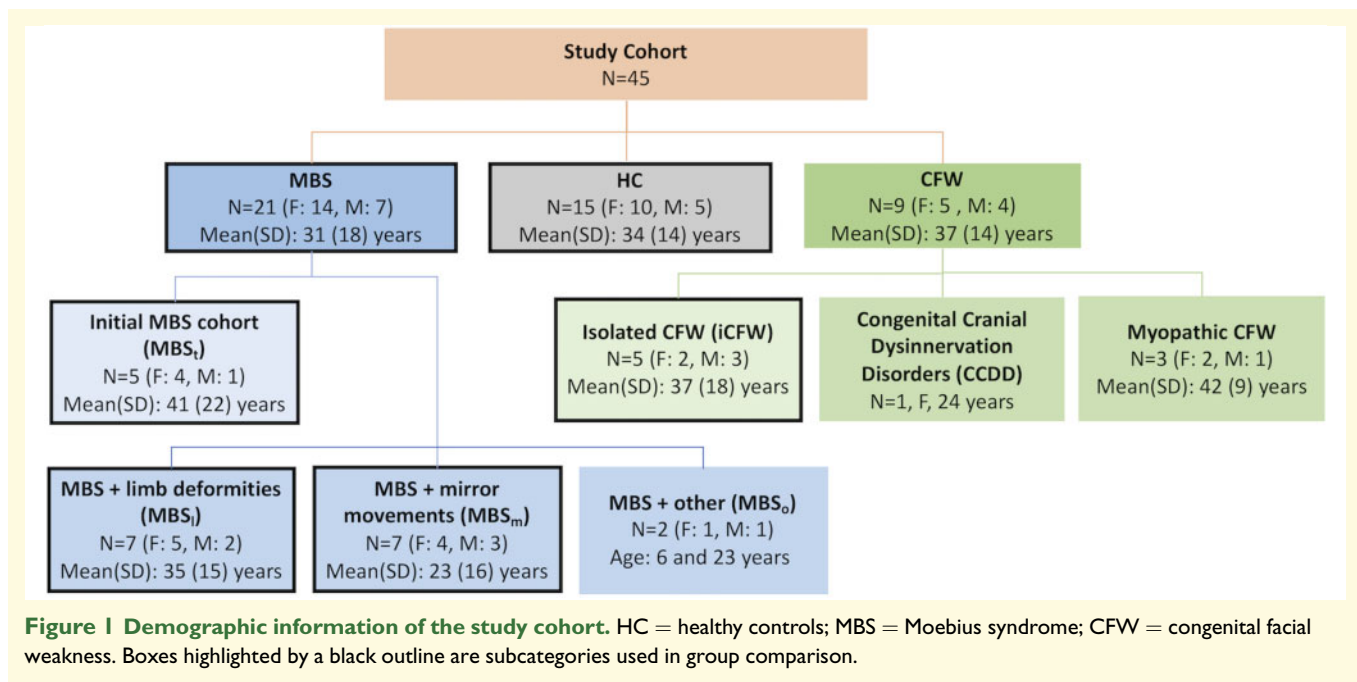 Study Cohort
N=45
MBS
N=21 (F: 14, M: 7)
Mean(SD): 31 (18) years
HC
N=15 (F: 10, M: 5)
Mean(SD): 34 (14) years
CFW
N=9 (F: 5 , M: 4)
Mean(SD): 37 (14) years
Initial MBS cohort
(MBSt)
N=5 (F: 4, M: 1)
Mean(SD): 41 (22) years
Isolated CFW (iCFW)
N=5 (F: 2, M: 3)
Mean(SD): 37 (18) years
Congenital Cranial
Dysinnervation
Disorders (CCDD)
N=1, F, 24 years
Myopathic CFW
N=3 (F: 2, M: 1)
Mean(SD): 42 (9) years
MBS + limb deformities
(MBSl)
N=7 (F: 5, M: 2)
Mean(SD): 35 (15) years
MBS + mirror
movements (MBSm)
N=7 (F: 4, M: 3)
Mean(SD): 23 (16) years
MBS + other (MBSo)
N=2 (F: 1, M: 1)
Age: 6 and 23 years
Figure 1 Demographic information of the study cohort. HC = healthy controls; MBS = Moebius syndrome; CFW = congenital facial
weakness. Boxes highlighted by a black outline are subcategories used in group comparison.